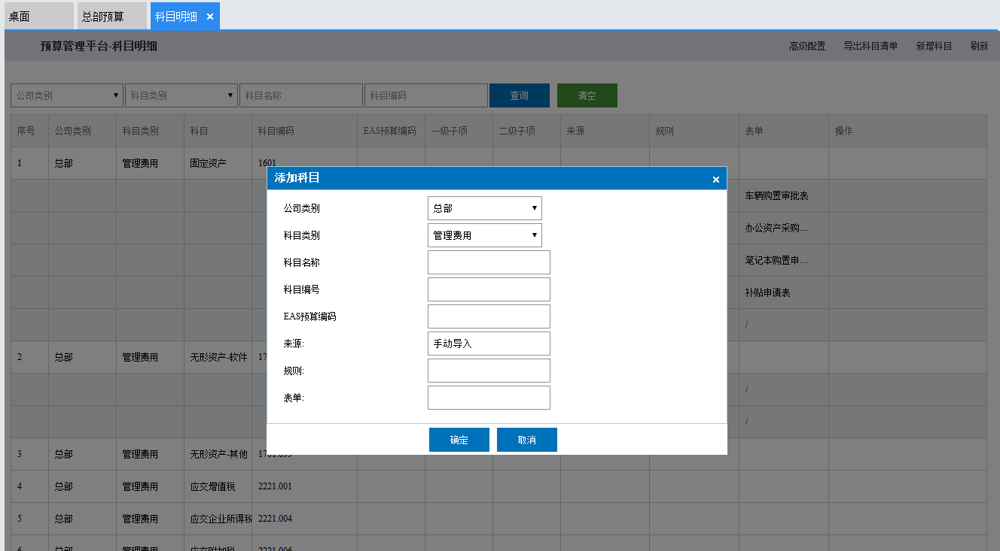 桌面 总部预算 科目明细 ×
预算管理平台-科目明细 高级配置 导出科目清单 新增科目 刷新
公司类别 科目类别 科目名称 科目编码 查询 清空
序号 公司类别 科目类别 科目 科目编码 EAS预算编码 一级子项 二级子项 来源 规则 表单 操作
1 总部 管理费用 固定资产 1601
添加科目 ×
公司类别 总部
科目类别 管理费用
科目名称
科目编号
EAS预算编码
来源: 手动导入
规则:
表单:
确定 取消
车辆购置审批表
办公资产采购…
笔记本购置申…
补贴申请表
/
2 总部 管理费用 无形资产-软件 17
/
/
3 总部 管理费用 无形资产-其他
4 总部 管理费用 应交增值税 2221.001
5 总部 管理费用 应交企业所得税 2221.004
6 总部 管理费用 应交附加税 2221.006